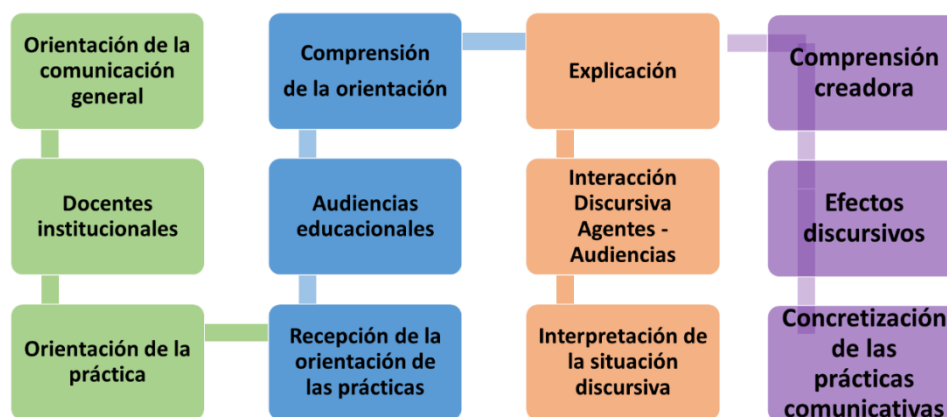 Orientación de la
comunicación
general
Docentes
institucionales
Orientación de la
práctica
Comprensión
de la orientación
Audiencias
educacionales
Recepción de la
orientación de
las prácticas
Explicación
Interacción
Discursiva
Agentes -
Audiencias
Interpretación de
la situación
discursiva
Comprensión
creadora
Efectos
discursivos
Concretización
de las
prácticas
comunicativas